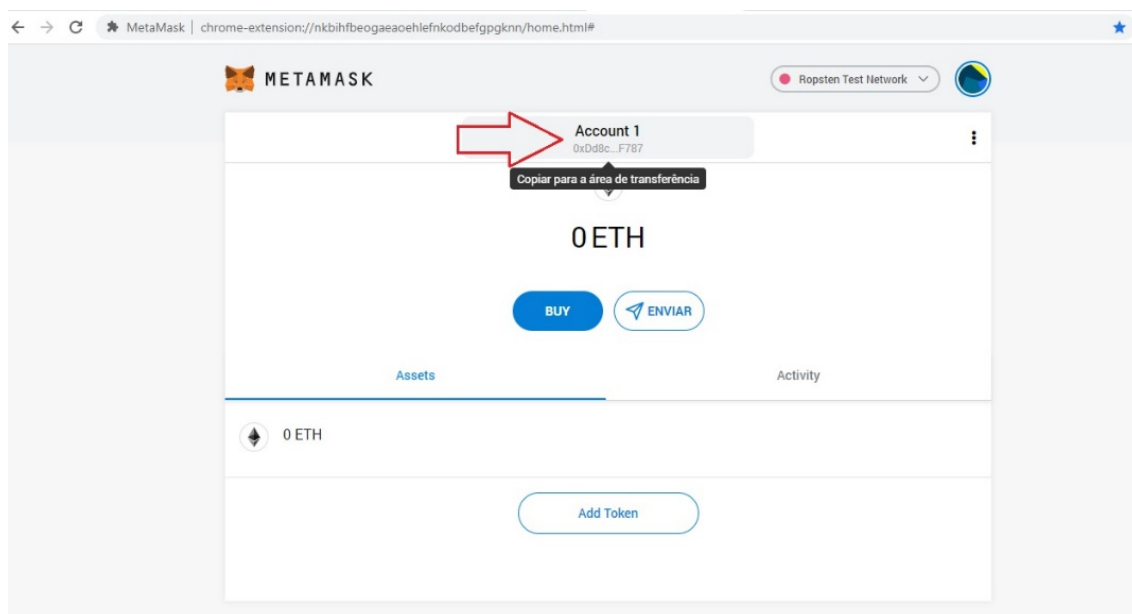 MetaMask | chrome-extension://nkbihfbeogaeaoehlefnkodbefgpgknn/home.html#
METAMASK
Ropsten Test Network
Account 1
0xDd8c...F787
Copiar para a área de transferência
0 ETH
BUY
ENVIAR
Assets
Activity
0 ETH
Add Token